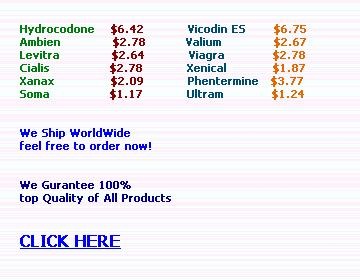 Hydrocodone $6.42 Vicodin ES $6.75
Ambien $2.78 Valium $2.67
Levitra $2.64 Viagra $2.78
Cialis $2.78 Xenical $1.87
Xanax $2.09 Phentermine $3.77
Soma $1.17 Ultram $1.24
We Ship WorldWide
feel free to order now!
We Gurantee 100%
top Quality of All Products
CLICK HERE